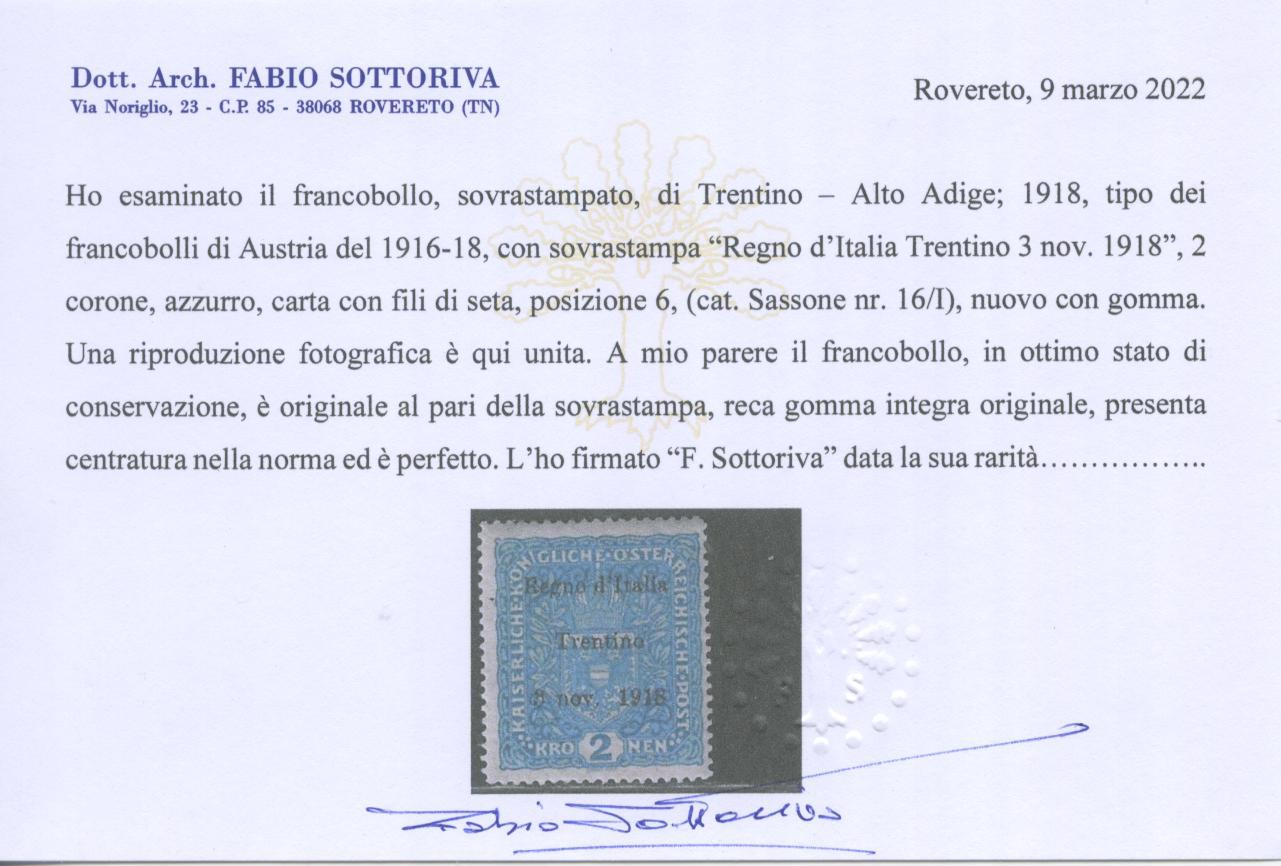 Dott. Arch. FABIO SOTTORIVA
Via Noriglio, 23 - C.P. 85 - 38068 ROVERETO (TN)
Rovereto, 9 marzo 2022
Ho esaminato il francobollo, sovrastampato, di Trentino – Alto Adige; 1918, tipo dei
francobolli di Austria del 1916-18, con sovrastampa “Regno d’Italia Trentino 3 nov. 1918”, 2
corone, azzurro, carta con fili di seta, posizione 6, (cat. Sassone nr. 16/I), nuovo con gomma.
Una riproduzione fotografica è qui unita. A mio parere il francobollo, in ottimo stato di
conservazione, è originale al pari della sovrastampa, reca gomma integra originale, presenta
centratura nella norma ed è perfetto. L’ho firmato “F. Sottoriva” data la sua rarità.................
KAISERLICHE·KÖNIGLICHE·ÖSTERREICHISCHE·POST
Regno d'Italia
Trentino
3 nov. 1918
KRO 2 NEN
S
Fabio Sottoriva